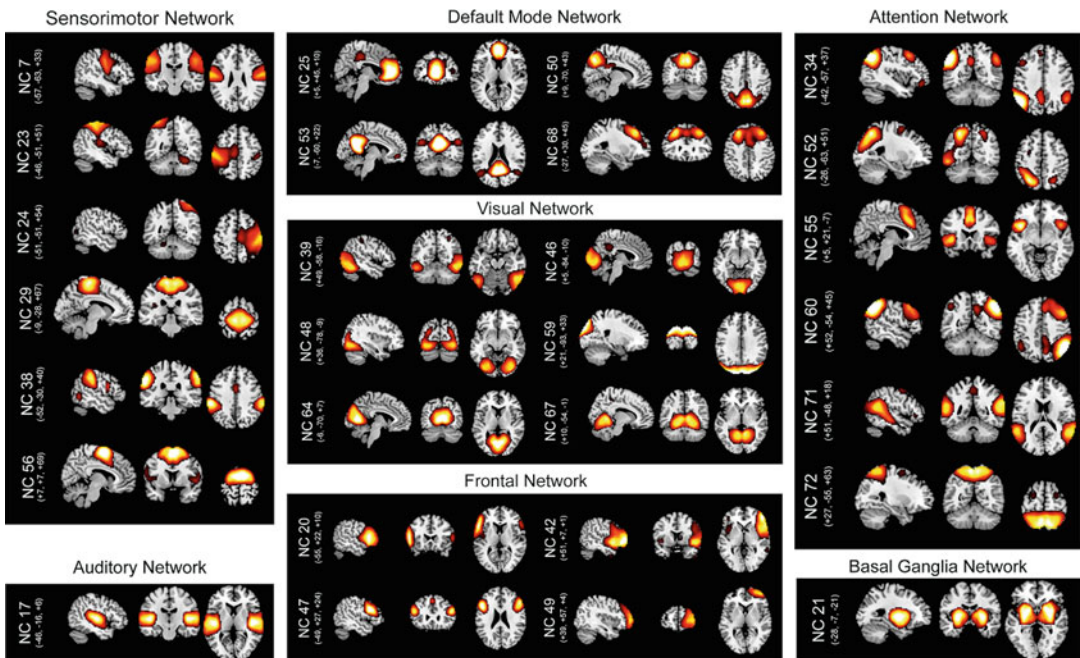 Sensorimotor Network
NC 7
(-57, -63, +33)
NC 23
(-46, -51, +51)
NC 24
(-51, -51, +54)
NC 29
(-9, -28, +67)
NC 38
(-52, -30, +40)
NC 56
(+7, +7, +69)
Auditory Network
NC 17
(-46, -16, +6)
Default Mode Network
NC 25
(+5, +45, +10)
NC 50
(+9, -70, +43)
NC 53
(-7, -60, +22)
NC 68
(-27, +30, +45)
Visual Network
NC 39
(+49, -58, -16)
NC 46
(+5, -84, -10)
NC 48
(+36, -78, -9)
NC 59
(+21, -93, +33)
NC 64
(-6, -70, +7)
NC 67
(+10, -54, -1)
Frontal Network
NC 20
(-55, +22, +10)
NC 42
(+51, +7, +1)
NC 47
(-49, +27, +24)
NC 49
(+39, +57, +4)
Attention Network
NC 34
(-42, -57, +37)
NC 52
(-26, -63, +51)
NC 55
(+5, +21, -7)
NC 60
(+52, -54, +45)
NC 71
(+51, -46, +18)
NC 72
(+27, -55, +63)
Basal Ganglia Network
NC 21
(-28, -7, -21)